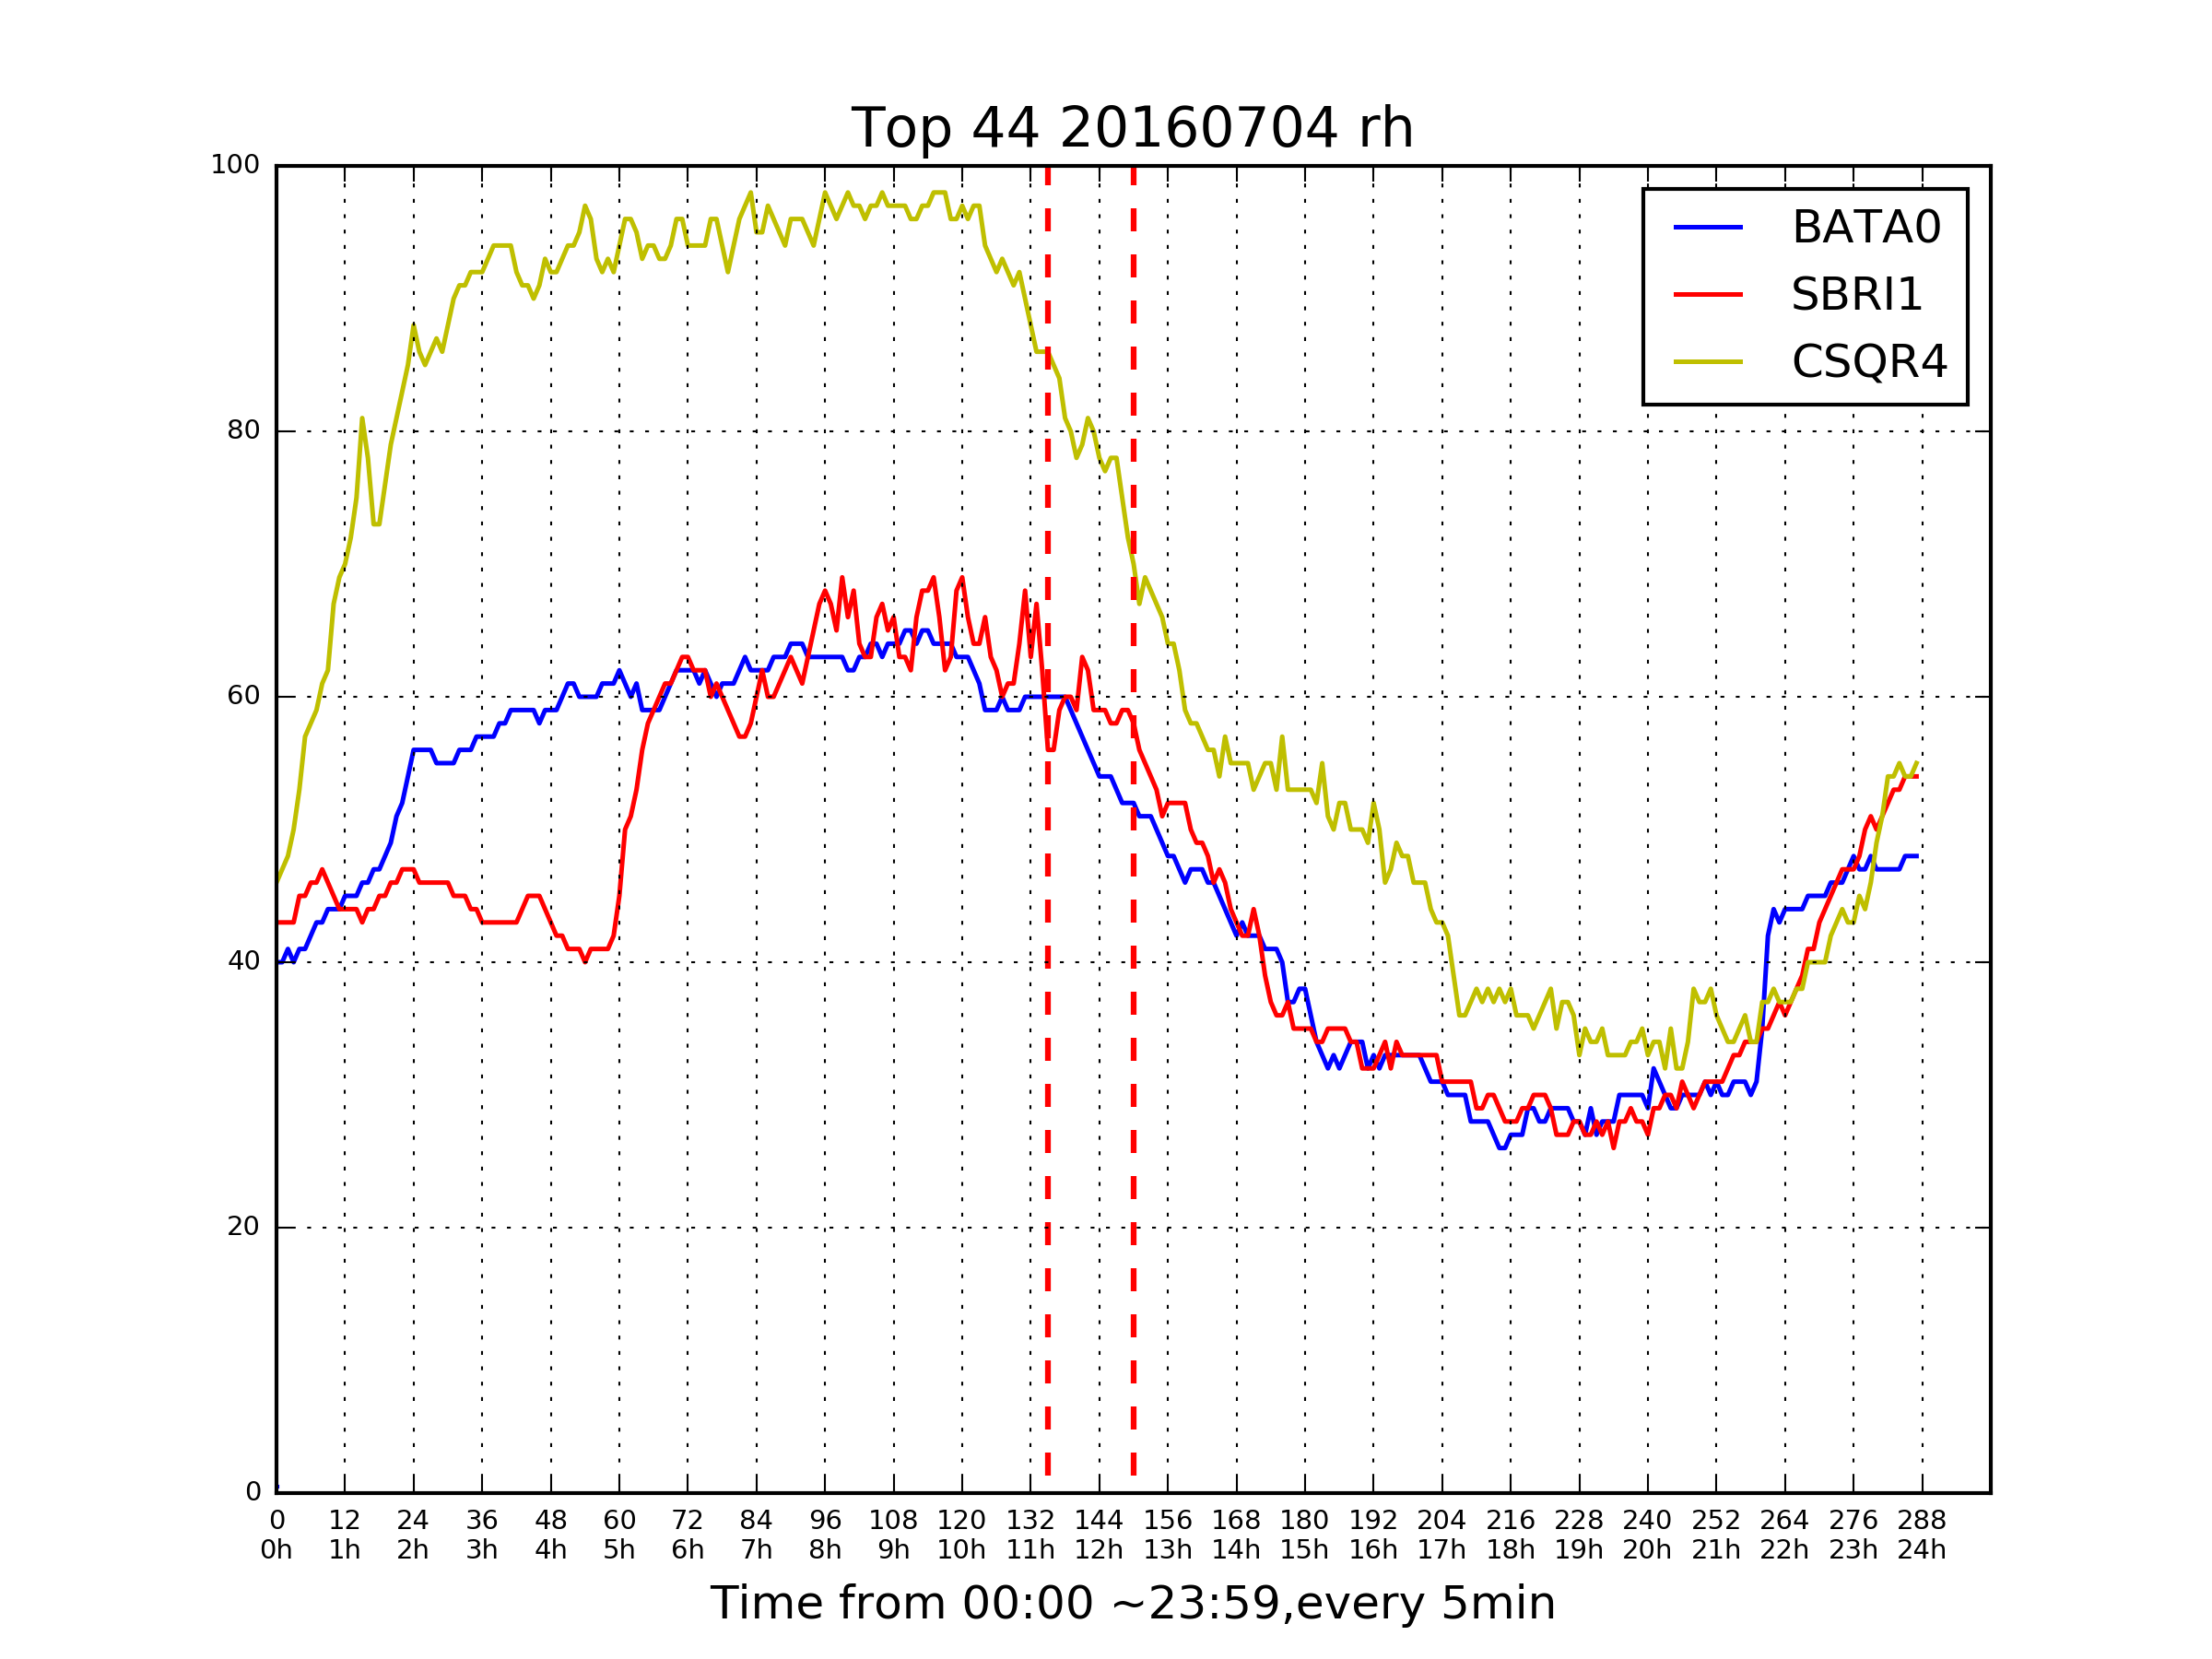 Top 44 20160704 rh
100
80
60
40
20
0
BATA0
SBRI1
CSQR4
0 12 24 36 48 60 72 84 96 108 120 132 144 156 168 180 192 204 216 228 240 252 264 276 288
0h 1h 2h 3h 4h 5h 6h 7h 8h 9h 10h 11h 12h 13h 14h 15h 16h 17h 18h 19h 20h 21h 22h 23h 24h
Time from 00:00 ~23:59,every 5min